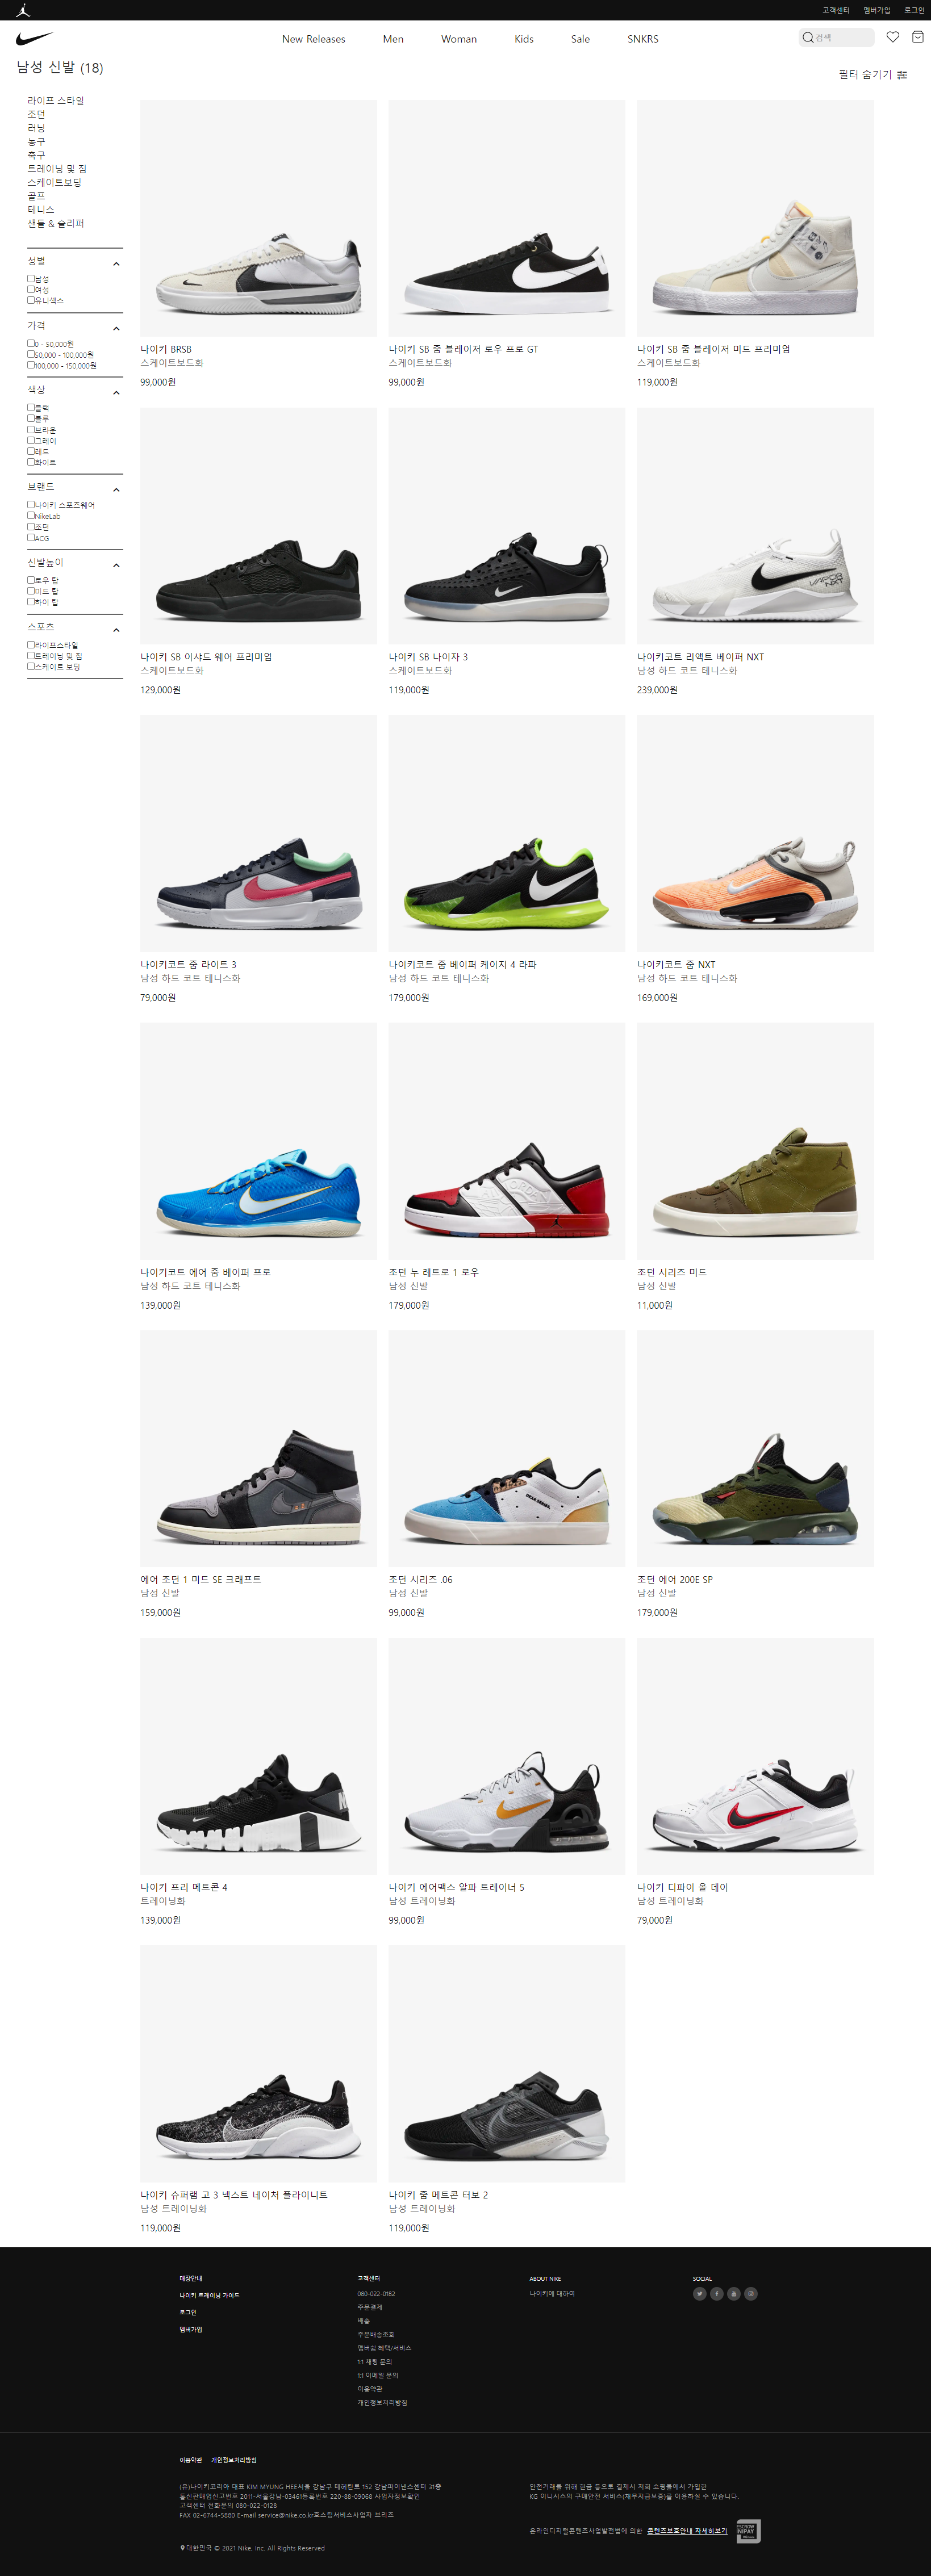 고객센터 멤버가입 로그인
New Releases Men Woman Kids Sale SNKRS 검색
남성 신발 (18)
필터 숨기기
라이프 스타일
조던
러닝
농구
축구
트레이닝 및 짐
스케이트보딩
골프
테니스
샌들 & 슬리퍼
성별
남성
여성
유니섹스
가격
0 - 50,000원
50,000 - 100,000원
100,000 - 150,000원
색상
블랙
블루
브라운
그레이
레드
화이트
브랜드
나이키 스포츠웨어
NikeLab
조던
ACG
신발높이
로우 탑
미드 탑
하이 탑
스포츠
라이프스타일
트레이닝 및 짐
스케이트 보딩
나이키 BRSB
스케이트보드화
99,000원
나이키 SB 줌 블레이저 로우 프로 GT
스케이트보드화
99,000원
나이키 SB 줌 블레이저 미드 프리미엄
스케이트보드화
119,000원
나이키 SB 이샤드 웨어 프리미엄
스케이트보드화
129,000원
나이키 SB 나이자 3
스케이트보드화
119,000원
VAPOR
NXT
나이키코트 리액트 베이퍼 NXT
남성 하드 코트 테니스화
239,000원
나이키코트 줌 라이트 3
남성 하드 코트 테니스화
79,000원
나이키코트 줌 베이퍼 케이지 4 라파
남성 하드 코트 테니스화
179,000원
나이키코트 줌 NXT
남성 하드 코트 테니스화
169,000원
나이키코트 에어 줌 베이퍼 프로
남성 하드 코트 테니스화
139,000원
조던 누 레트로 1 로우
남성 신발
179,000원
조던 시리즈 미드
남성 신발
11,000원
에어 조던 1 미드 SE 크래프트
남성 신발
159,000원
조던 시리즈 .06
남성 신발
99,000원
조던 에어 200E SP
남성 신발
179,000원
나이키 프리 메트콘 4
트레이닝화
139,000원
나이키 에어맥스 알파 트레이너 5
남성 트레이닝화
99,000원
나이키 디파이 올 데이
남성 트레이닝화
79,000원
나이키 슈퍼랩 고 3 넥스트 네이처 플라이니트
남성 트레이닝화
119,000원
나이키 줌 메트콘 터보 2
남성 트레이닝화
119,000원
매장안내
나이키 트레이닝 가이드
로그인
멤버가입
고객센터
080-022-0182
주문결제
배송
주문배송조회
멤버쉽 혜택/서비스
1:1 채팅 문의
1:1 이메일 문의
이용약관
개인정보처리방침
ABOUT NIKE
나이키에 대하여
SOCIAL
이용약관 개인정보처리방침
(유)나이키코리아 대표 KIM MYUNG HEE서울 강남구 테헤란로 152 강남파이낸스센터 31층
통신판매업신고번호 2011-서울강남-03461등록번호 220-88-09068 사업자정보확인
고객센터 전화문의 080-022-0128
FAX 02-6744-5880 E-mail service@nike.co.kr호스팅서비스사업자 브리즈
대한민국 © 2021 Nike, Inc. All Rights Reserved
안전거래를 위해 현금 등으로 결제시 저희 쇼핑몰에서 가입한
KG 미니시스의 구매안전 서비스(채무지급보증)를 이용하실 수 있습니다.
온라인디지털콘텐츠사업발전법에 의한 콘텐츠보호안내 자세히보기
ESCROW
INIPAY